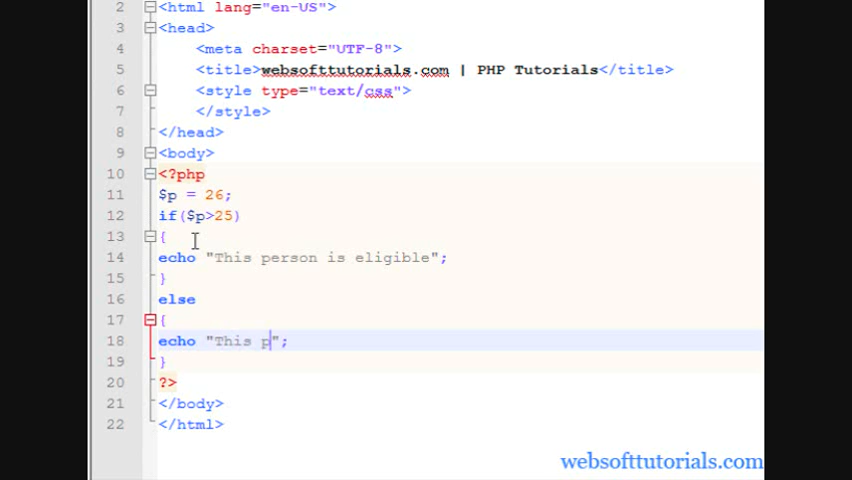 2 <html lang="en-US">
3 <head>
4 <meta charset="UTF-8">
5 <title>websofttutorials.com | PHP Tutorials</title>
6 <style type="text/css">
7 </style>
8 </head>
9 <body>
10 <?php
11 $p = 26;
12 if($p>25)
13 {
14 echo "This person is eligible";
15 }
16 else
17 {
18 echo "This p";
19 }
20 ?>
21 </body>
22 </html>
websofttutorials.com